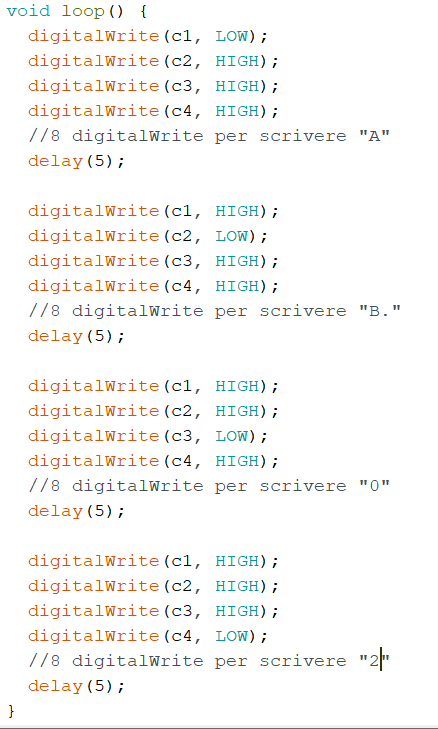 void loop() {
  digitalWrite(c1, LOW);
  digitalWrite(c2, HIGH);
  digitalWrite(c3, HIGH);
  digitalWrite(c4, HIGH);
  //8 digitalWrite per scrivere "A"
  delay(5);

  digitalWrite(c1, HIGH);
  digitalWrite(c2, LOW);
  digitalWrite(c3, HIGH);
  digitalWrite(c4, HIGH);
  //8 digitalWrite per scrivere "B."
  delay(5);

  digitalWrite(c1, HIGH);
  digitalWrite(c2, HIGH);
  digitalWrite(c3, LOW);
  digitalWrite(c4, HIGH);
  //8 digitalWrite per scrivere "0"
  delay(5);

  digitalWrite(c1, HIGH);
  digitalWrite(c2, HIGH);
  digitalWrite(c3, HIGH);
  digitalWrite(c4, LOW);
  //8 digitalWrite per scrivere "2"
  delay(5);
}